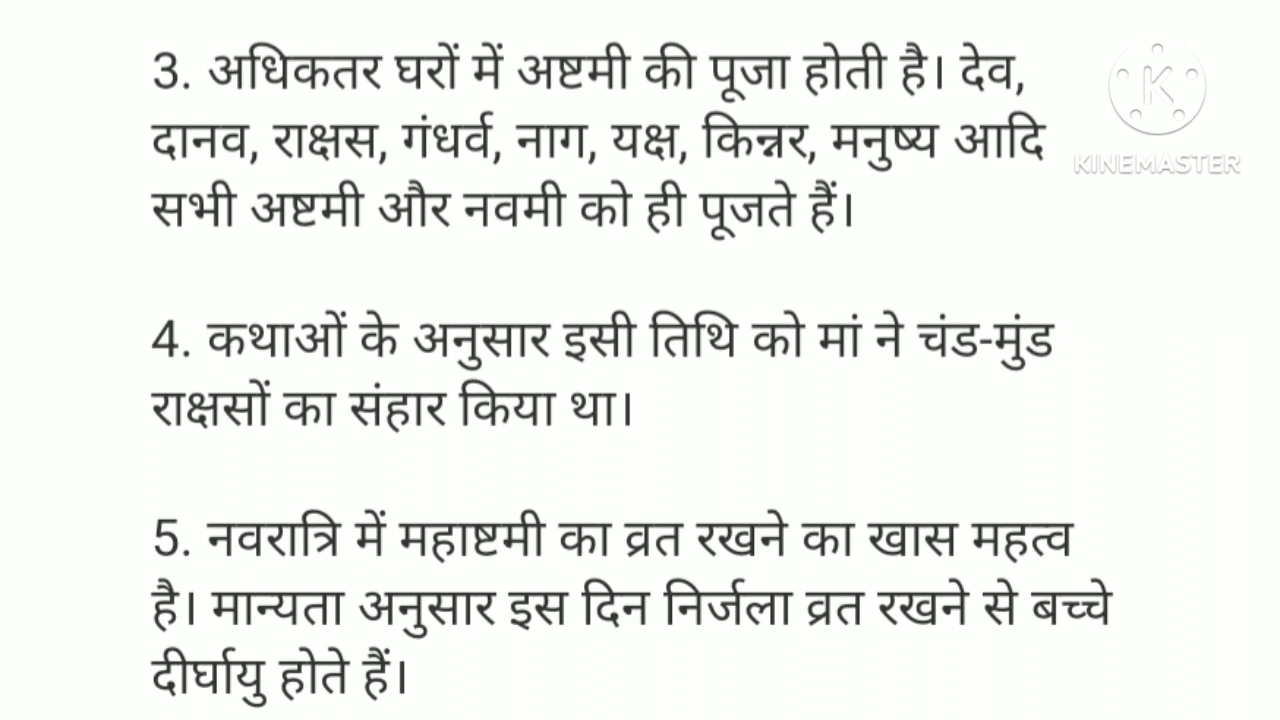 3. अधिकतर घरों में अष्टमी की पूजा होती है। देव,
दानव, राक्षस, गंधर्व, नाग, यक्ष, किन्नर, मनुष्य आदि
सभी अष्टमी और नवमी को ही पूजते हैं।
4. कथाओं के अनुसार इसी तिथि को मां ने चंड-मुंड
राक्षसों का संहार किया था।
5. नवरात्रि में महाष्टमी का व्रत रखने का खास महत्व
है। मान्यता अनुसार इस दिन निर्जला व्रत रखने से बच्चे
दीर्घायु होते हैं।
K
KINEMASTER